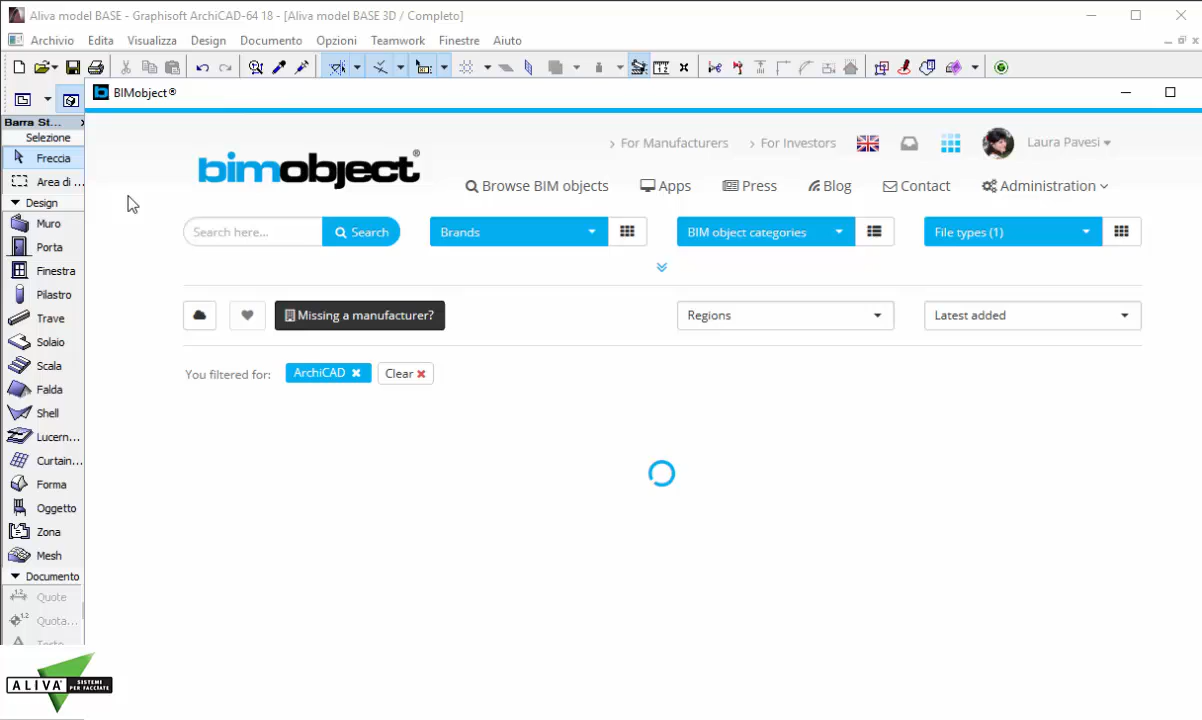 Aliva model BASE - Graphisoft ArchiCAD-64 18 - [Aliva model BASE 3D / Completo]
Archivio Edita Visualizza Design Documento Opzioni Teamwork Finestre Aiuto
BIMobject®
Barra St...
Selezione
Freccia
Area di ...
Design
Muro
Porta
Finestra
Pilastro
Trave
Solaio
Scala
Falda
Shell
Lucern...
Curtain...
Forma
Oggetto
Zona
Mesh
Documento
Quote
Quota...
Testo
For Manufacturers For Investors Laura Pavesi
bimobject®
Browse BIM objects Apps Press Blog Contact Administration
Search here... Search Brands BIM object categories File types (1)
Missing a manufacturer? Regions Latest added
You filtered for: ArchiCAD Clear
ALIVA® SISTEMI PER FACCIATE